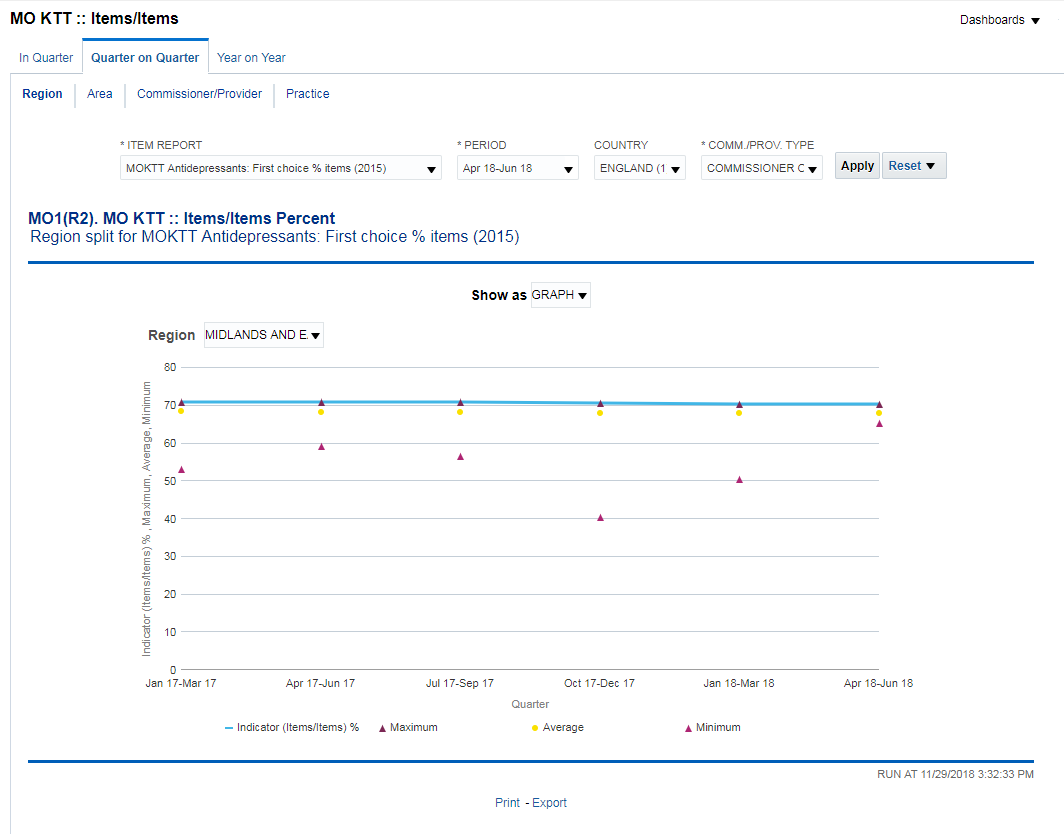 MO KTT :: Items/Items
Dashboards
In Quarter Quarter on Quarter Year on Year
Region Area Commissioner/Provider Practice
* ITEM REPORT * PERIOD COUNTRY * COMM./PROV. TYPE
MOKTT Antidepressants: First choice % items (2015) Apr 18-Jun 18 ENGLAND (1 COMMISSIONER C Apply Reset
MO1(R2). MO KTT :: Items/Items Percent
Region split for MOKTT Antidepressants: First choice % items (2015)
Show as GRAPH
Region MIDLANDS AND E.
Indicator (Items/Items) % , Maximum, Average, Minimum
80
70
60
50
40
30
20
10
0
Jan 17-Mar 17 Apr 17-Jun 17 Jul 17-Sep 17 Oct 17-Dec 17 Jan 18-Mar 18 Apr 18-Jun 18
Quarter
Indicator (Items/Items) % Maximum Average Minimum
RUN AT 11/29/2018 3:32:33 PM
Print - Export